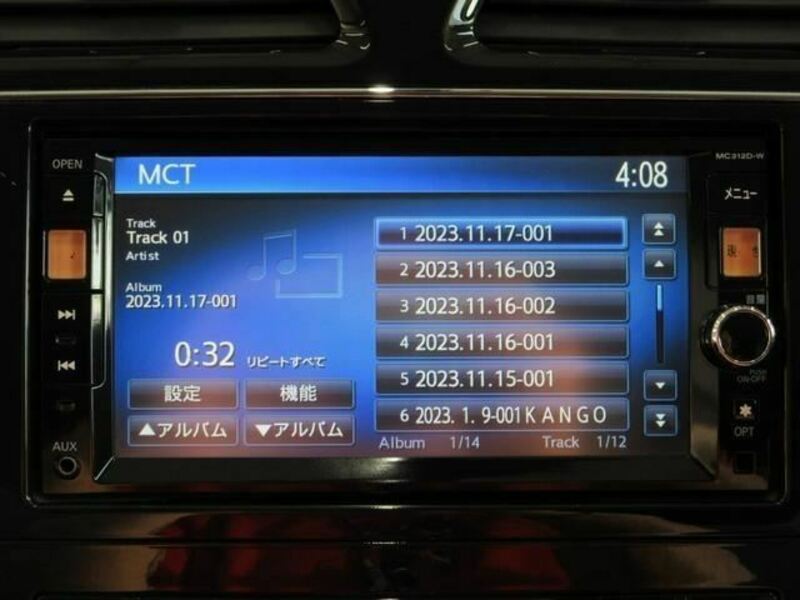 OPEN
MC312D-W
MCT
4:08
メニュー
Track
Track 01
Artist
Album
2023.11.17-001
0:32 リピートすべて
設定 機能
▲アルバム ▼アルバム
1 2023.11.17-001
2 2023.11.16-003
3 2023.11.16-002
4 2023.11.16-001
5 2023.11.15-001
6 2023. 1. 9-001 K A N G O
Album 1/14 Track 1/12
AUX
PUSH
ON-OFF
OPT